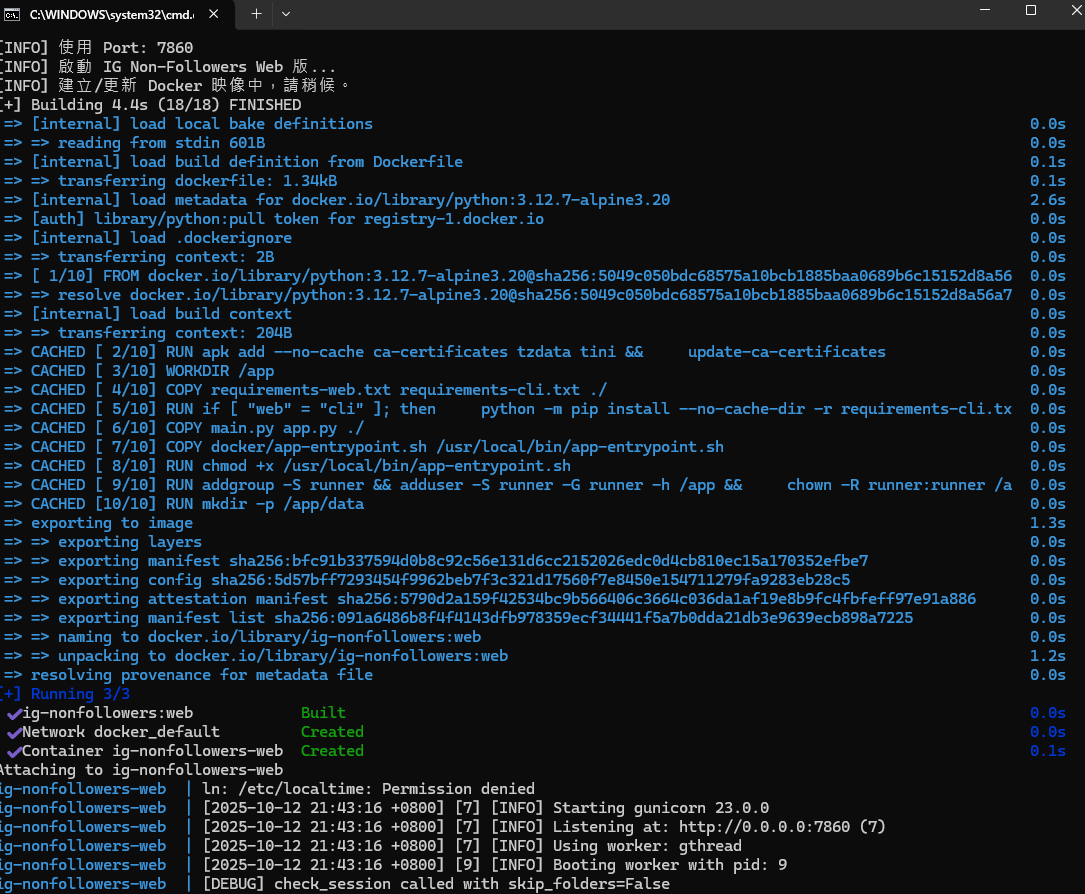 C:\WINDOWS\system32\cmd.
[INFO] 使用 Port: 7860
[INFO] 啟動 IG Non-Followers Web 版...
[INFO] 建立/更新 Docker 映像中，請稍候。
[+] Building 4.4s (18/18) FINISHED
=> [internal] load local bake definitions 0.0s
=> => reading from stdin 601B 0.0s
=> [internal] load build definition from Dockerfile 0.1s
=> => transferring dockerfile: 1.34kB 0.1s
=> [internal] load metadata for docker.io/library/python:3.12.7-alpine3.20 2.6s
=> [auth] library/python:pull token for registry-1.docker.io 0.0s
=> [internal] load .dockerignore 0.0s
=> => transferring context: 2B 0.0s
=> [ 1/10] FROM docker.io/library/python:3.12.7-alpine3.20@sha256:5049c050bdc68575a10bcb1885baa0689b6c15152d8a56 0.0s
=> => resolve docker.io/library/python:3.12.7-alpine3.20@sha256:5049c050bdc68575a10bcb1885baa0689b6c15152d8a56a7 0.0s
=> [internal] load build context 0.0s
=> => transferring context: 204B 0.0s
=> CACHED [ 2/10] RUN apk add --no-cache ca-certificates tzdata tini &&     update-ca-certificates 0.0s
=> CACHED [ 3/10] WORKDIR /app 0.0s
=> CACHED [ 4/10] COPY requirements-web.txt requirements-cli.txt ./ 0.0s
=> CACHED [ 5/10] RUN if [ "web" = "cli" ]; then     python -m pip install --no-cache-dir -r requirements-cli.tx 0.0s
=> CACHED [ 6/10] COPY main.py app.py ./ 0.0s
=> CACHED [ 7/10] COPY docker/app-entrypoint.sh /usr/local/bin/app-entrypoint.sh 0.0s
=> CACHED [ 8/10] RUN chmod +x /usr/local/bin/app-entrypoint.sh 0.0s
=> CACHED [ 9/10] RUN addgroup -S runner && adduser -S runner -G runner -h /app &&     chown -R runner:runner /a 0.0s
=> CACHED [10/10] RUN mkdir -p /app/data 0.0s
=> exporting to image 1.3s
=> => exporting layers 0.0s
=> => exporting manifest sha256:bfc91b337594d0b8c92c56e131d6cc2152026edc0d4cb810ec15a170352efbe7 0.0s
=> => exporting config sha256:5d57bff7293454f9962beb7f3c321d17560f7e8450e154711279fa9283eb28c5 0.0s
=> => exporting attestation manifest sha256:5790d2a159f42534bc9b566406c3664c036da1af19e8b9fc4fbfeff97e91a886 0.0s
=> => exporting manifest list sha256:091a6486b8f4f4143dfb978359ecf34441f5a7b0dda21db3e9639ecb898a7225 0.0s
=> => naming to docker.io/library/ig-nonfollowers:web 0.0s
=> => unpacking to docker.io/library/ig-nonfollowers:web 1.2s
=> resolving provenance for metadata file 0.0s
[+] Running 3/3
✔ig-nonfollowers:web Built 0.0s
✔Network docker_default Created 0.0s
✔Container ig-nonfollowers-web Created 0.1s
Attaching to ig-nonfollowers-web
ig-nonfollowers-web | ln: /etc/localtime: Permission denied
ig-nonfollowers-web | [2025-10-12 21:43:16 +0800] [7] [INFO] Starting gunicorn 23.0.0
ig-nonfollowers-web | [2025-10-12 21:43:16 +0800] [7] [INFO] Listening at: http://0.0.0.0:7860 (7)
ig-nonfollowers-web | [2025-10-12 21:43:16 +0800] [7] [INFO] Using worker: gthread
ig-nonfollowers-web | [2025-10-12 21:43:16 +0800] [9] [INFO] Booting worker with pid: 9
ig-nonfollowers-web | [DEBUG] check_session called with skip_folders=False